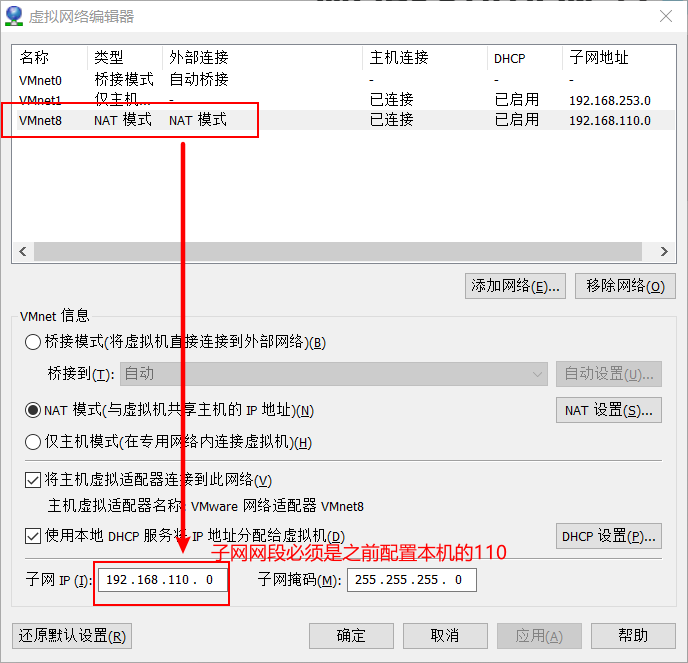 虚拟网络编辑器
名称 类型 外部连接 主机连接 DHCP 子网地址
VMnet0 桥接模式 自动桥接 - - -
VMnet1 仅主机... - 已连接 已启用 192.168.253.0
VMnet8 NAT 模式 NAT 模式 已连接 已启用 192.168.110.0
添加网络(E)... 移除网络(O)
VMnet 信息
桥接模式(将虚拟机直接连接到外部网络)(B)
桥接到(T): 自动 自动设置(U)...
NAT 模式(与虚拟机共享主机的 IP 地址)(N) NAT 设置(S)...
仅主机模式(在专用网络内连接虚拟机)(H)
将主机虚拟适配器连接到此网络(V)
主机虚拟适配器名称: VMware 网络适配器 VMnet8
使用本地 DHCP 服务将 IP 地址分配给虚拟机(D) DHCP 设置(P)...
子网网段必须是之前配置本机的110
子网 IP (I): 192 .168 .110 . 0 子网掩码(M): 255 .255 .255 . 0
还原默认设置(R) 确定 取消 应用(A) 帮助